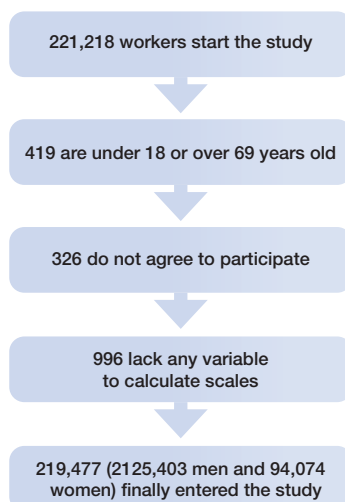 221,218 workers start the study
419 are under 18 or over 69 years old
326 do not agree to participate
996 lack any variable
to calculate scales
219,477 (2125,403 men and 94,074
women) finally entered the study